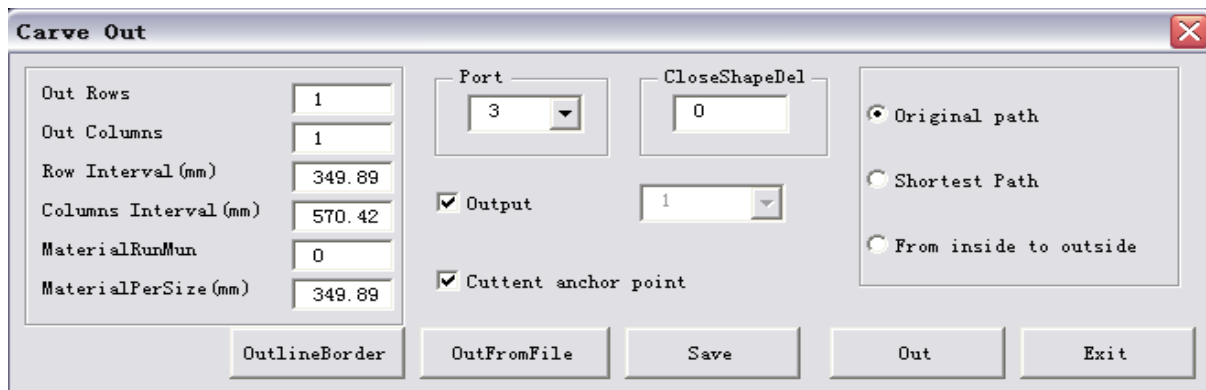 Carve Out
Out Rows 1
Out Columns 1
Row Interval(mm) 349.89
Columns Interval(mm) 570.42
MaterialRunMun 0
MaterialPerSize(mm) 349.89
Port
3
CloseShapeDel
0
Output 1
Cuttent anchor point
Original path
Shortest Path
From inside to outside
OutlineBorder OutFromFile Save Out Exit